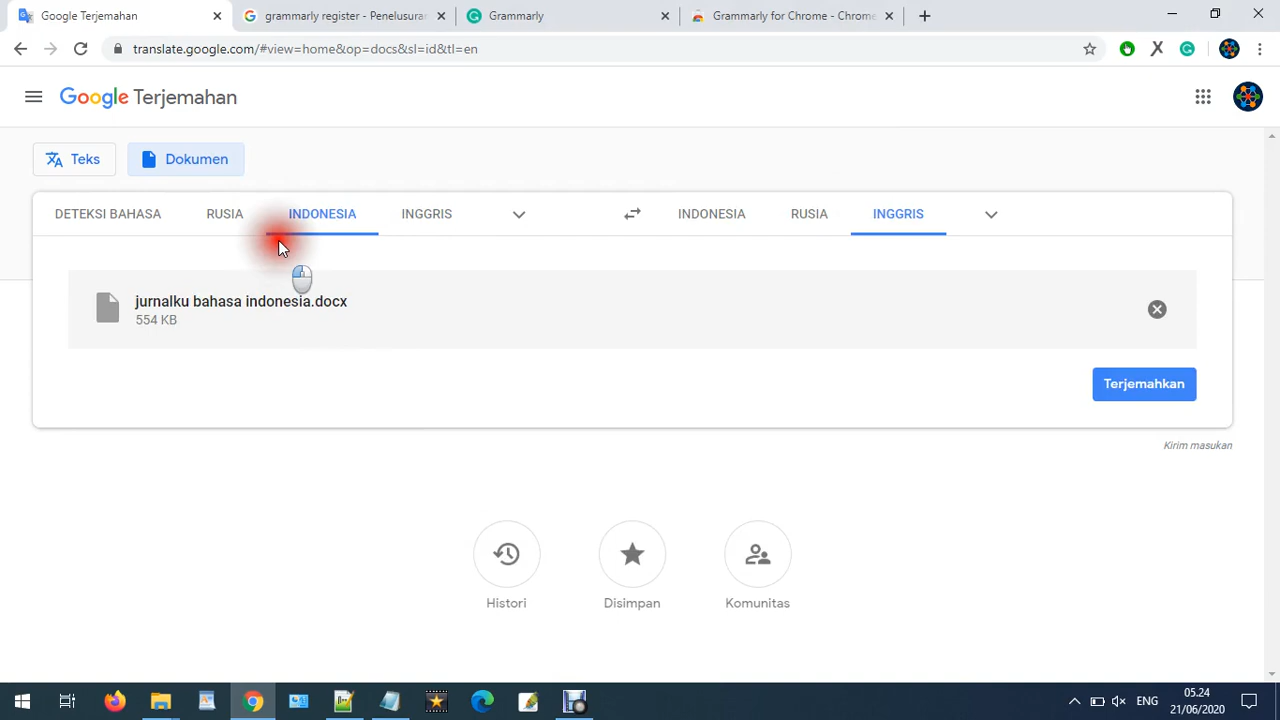 Google Terjemahan
grammarly register - Penelusuran
Grammarly
Grammarly for Chrome - Chrome
translate.google.com/#view=home&op=docs&sl=id&tl=en
Google Terjemahan
Teks
Dokumen
DETEKSI BAHASA
RUSIA
INDONESIA
INGGRIS
INDONESIA
RUSIA
INGGRIS
jurnalku bahasa indonesia.docx
554 KB
Terjemahkan
Kirim masukan
Histori
Disimpan
Komunitas
ENG
05.24
21/06/2020